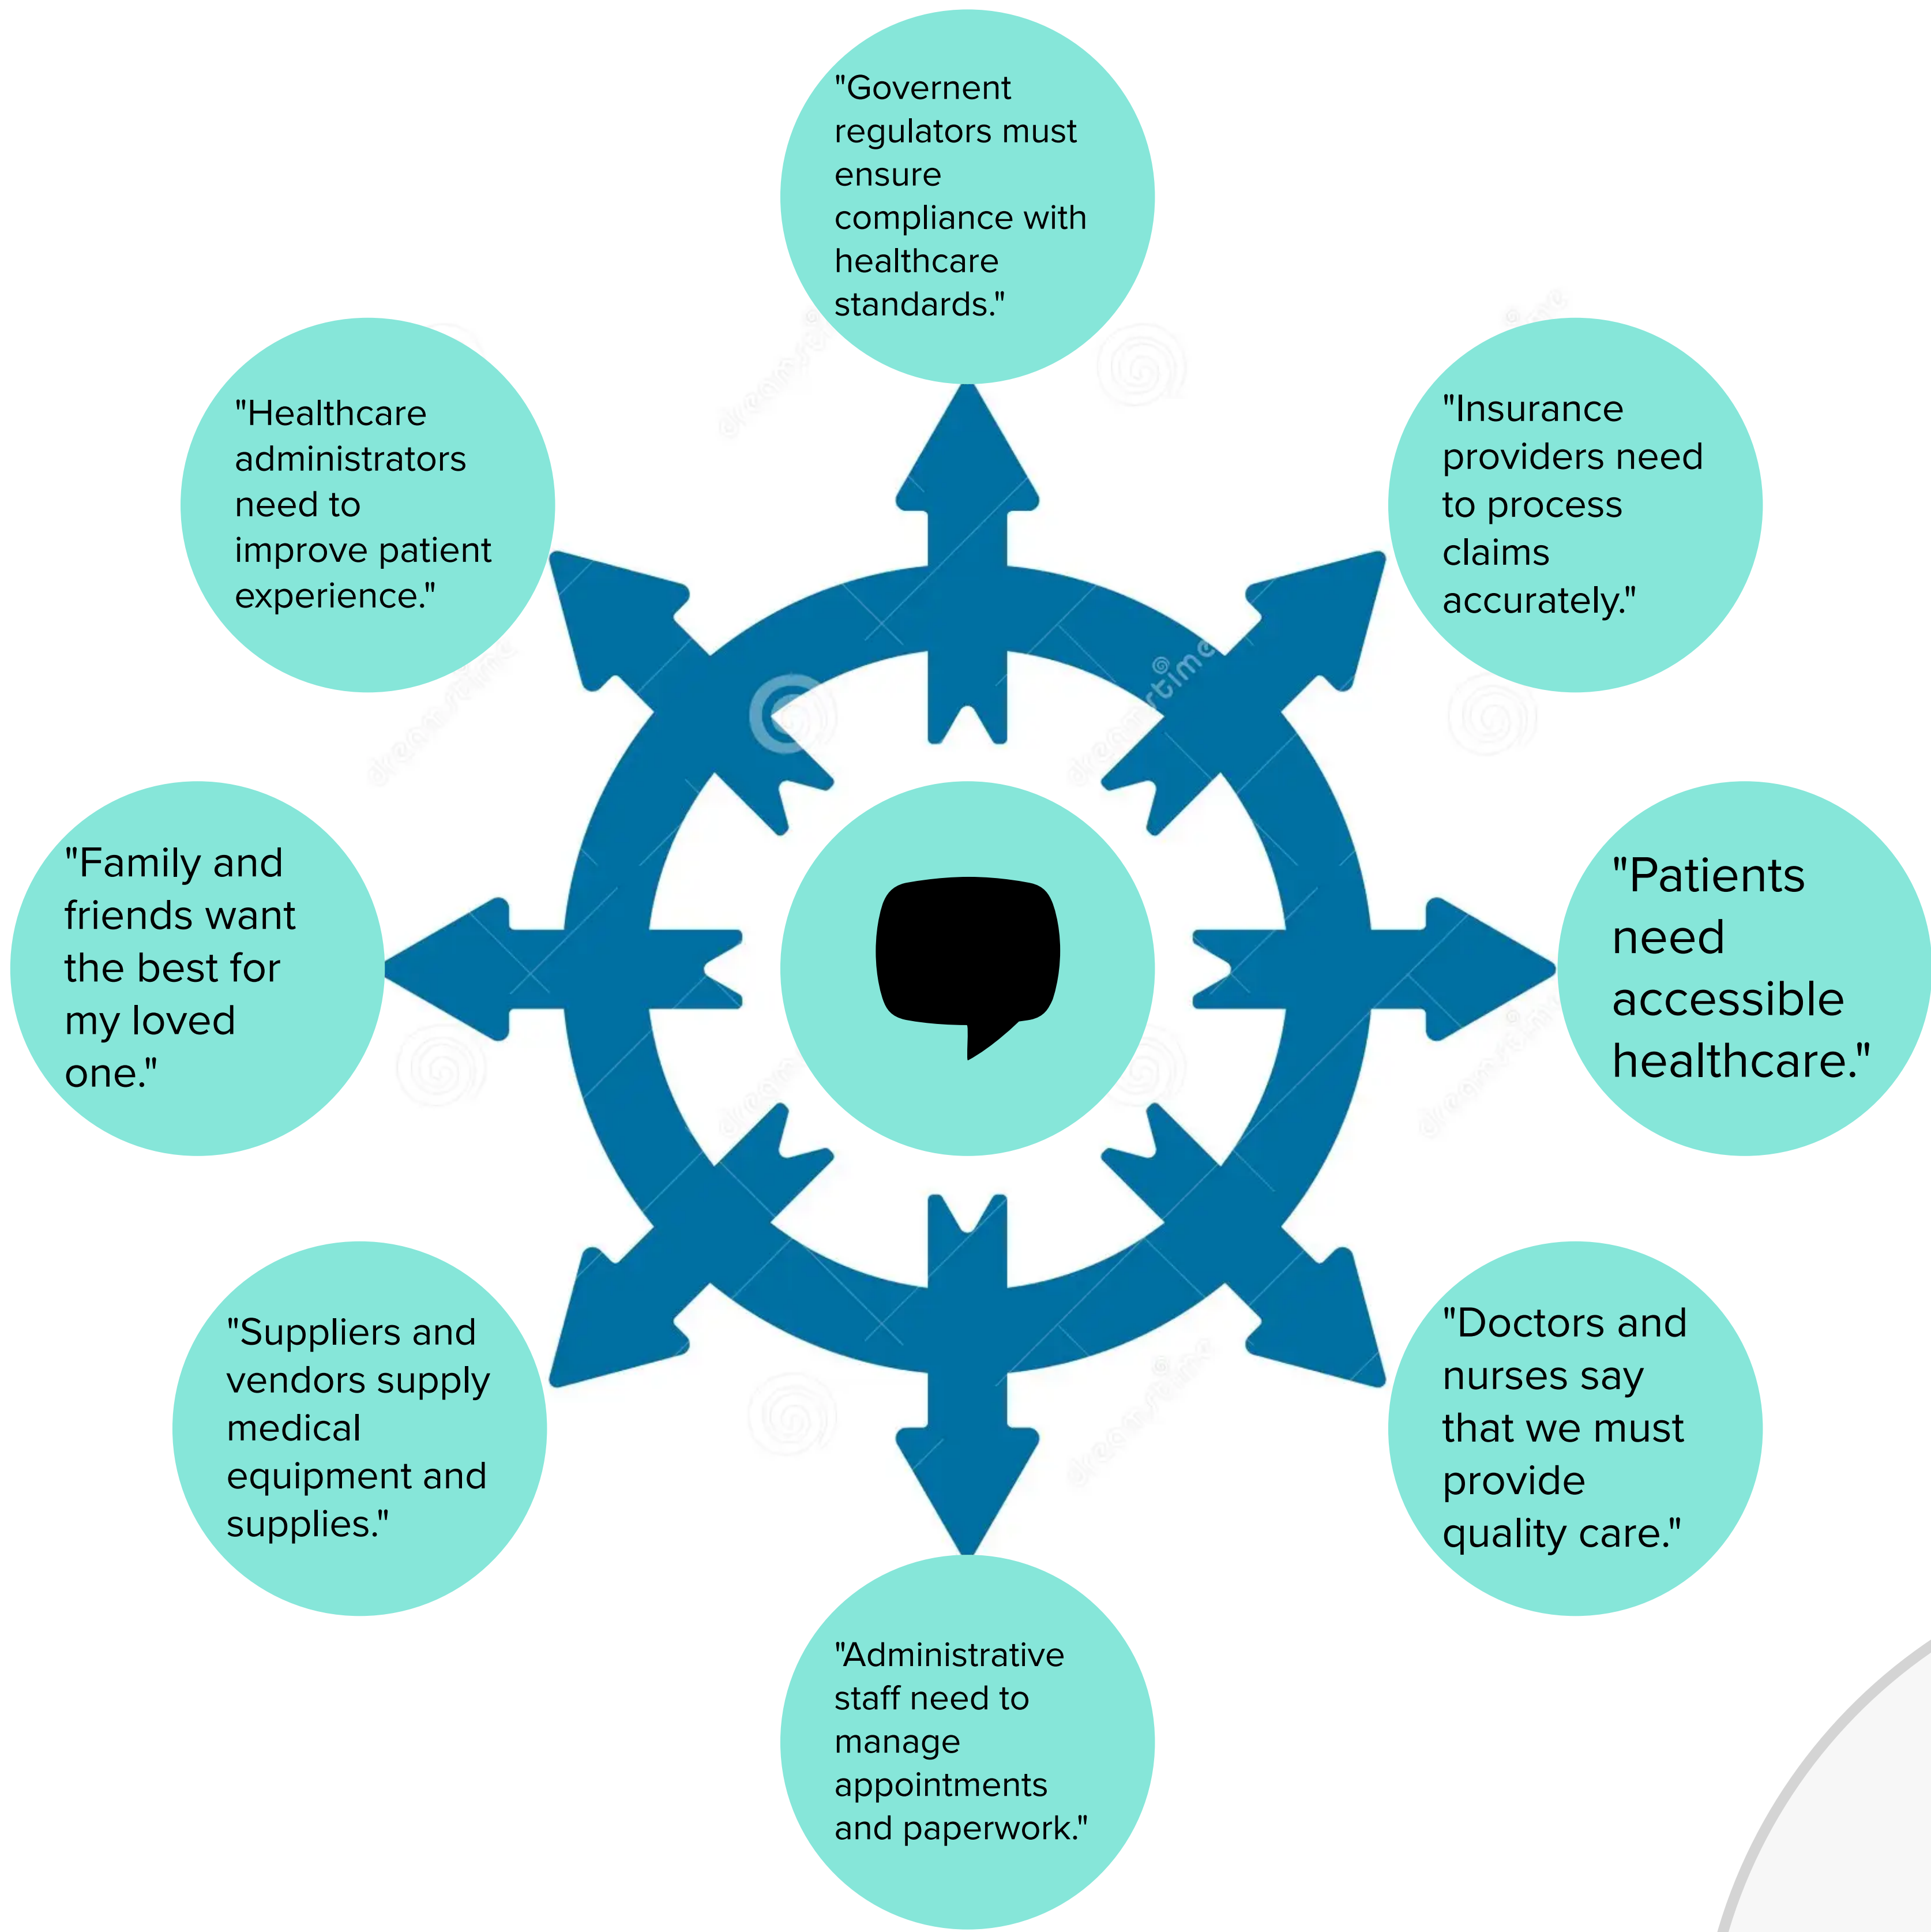 "Governent
regulators must
ensure
compliance with
healthcare
standards."
"Insurance
providers need
to process
claims
accurately."
"Patients
need
accessible
healthcare."
"Doctors and
nurses say
that we must
provide
quality care."
"Administrative
staff need to
manage
appointments
and paperwork."
"Suppliers and
vendors supply
medical
equipment and
supplies."
"Family and
friends want
the best for
my loved
one."
"Healthcare
administrators
need to
improve patient
experience."